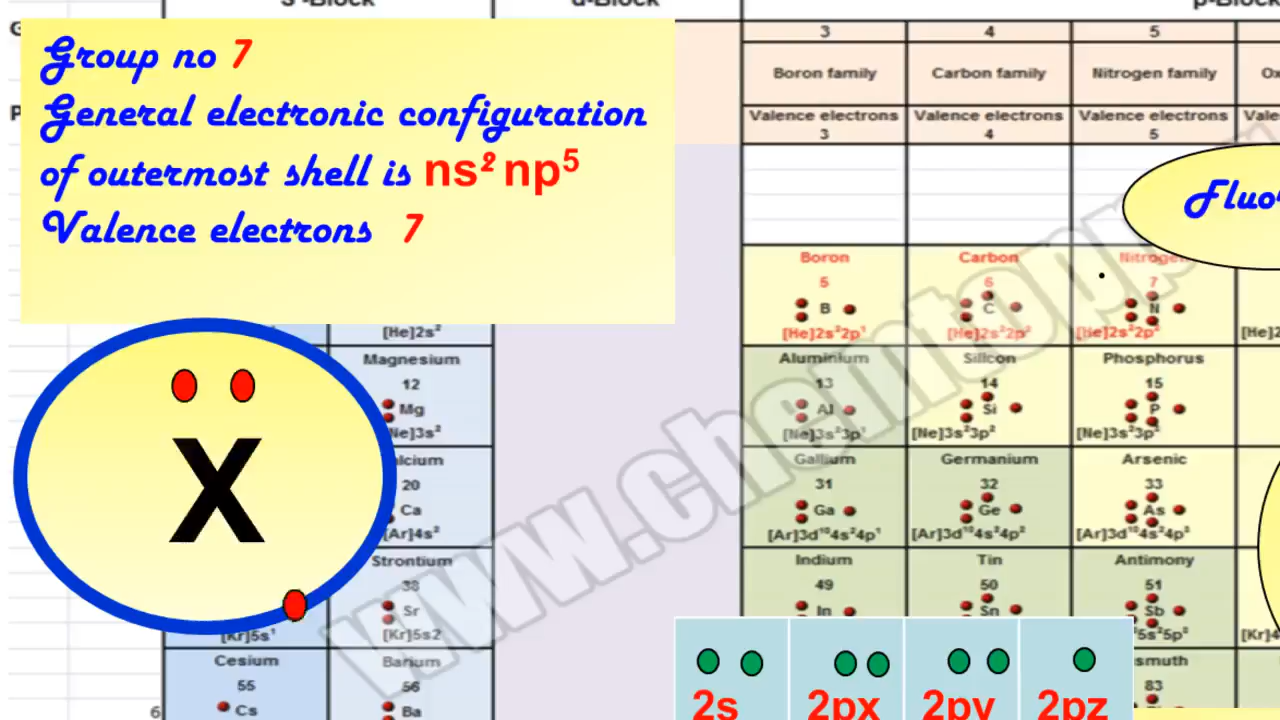 s -Block
d-Block
p-Block
Group no 7
General electronic configuration
of outermost shell is ns² np⁵
Valence electrons 7
3
4
5
Boron family
Carbon family
Nitrogen family
Valence electrons
3
Valence electrons
4
Valence electrons
5
Boron
5
B
[He]2s²2p¹
Carbon
6
C
[He]2s²2p²
Nitrogen
7
N
[He]2s²2p³
[He]2s²
Magnesium
12
Mg
[Ne]3s²
Aluminium
13
Al
[Ne]3s²3p¹
Silicon
14
Si
[Ne]3s²3p²
Phosphorus
15
P
[Ne]3s²3p³
X
20
Ca
[Ar]4s²
Gallium
31
Ga
[Ar]3d¹⁰4s²4p¹
Germanium
32
Ge
[Ar]3d¹⁰4s²4p²
Arsenic
33
As
[Ar]3d¹⁰4s²4p³
[Kr]5s¹
Strontium
38
Sr
[Kr]5s2
Indium
49
In
Tin
50
Sn
Antimony
51
Sb
5s²5p³
Cesium
55
Cs
Barium
56
Ba
83
6
2s
2px
2py
2pz
www.chemtopp